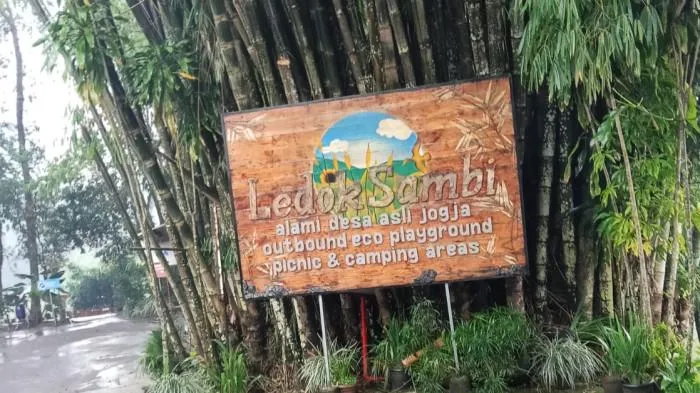 Ledok Sambi
alami desa asli jogja
outbound eco playground
picnic & camping areas